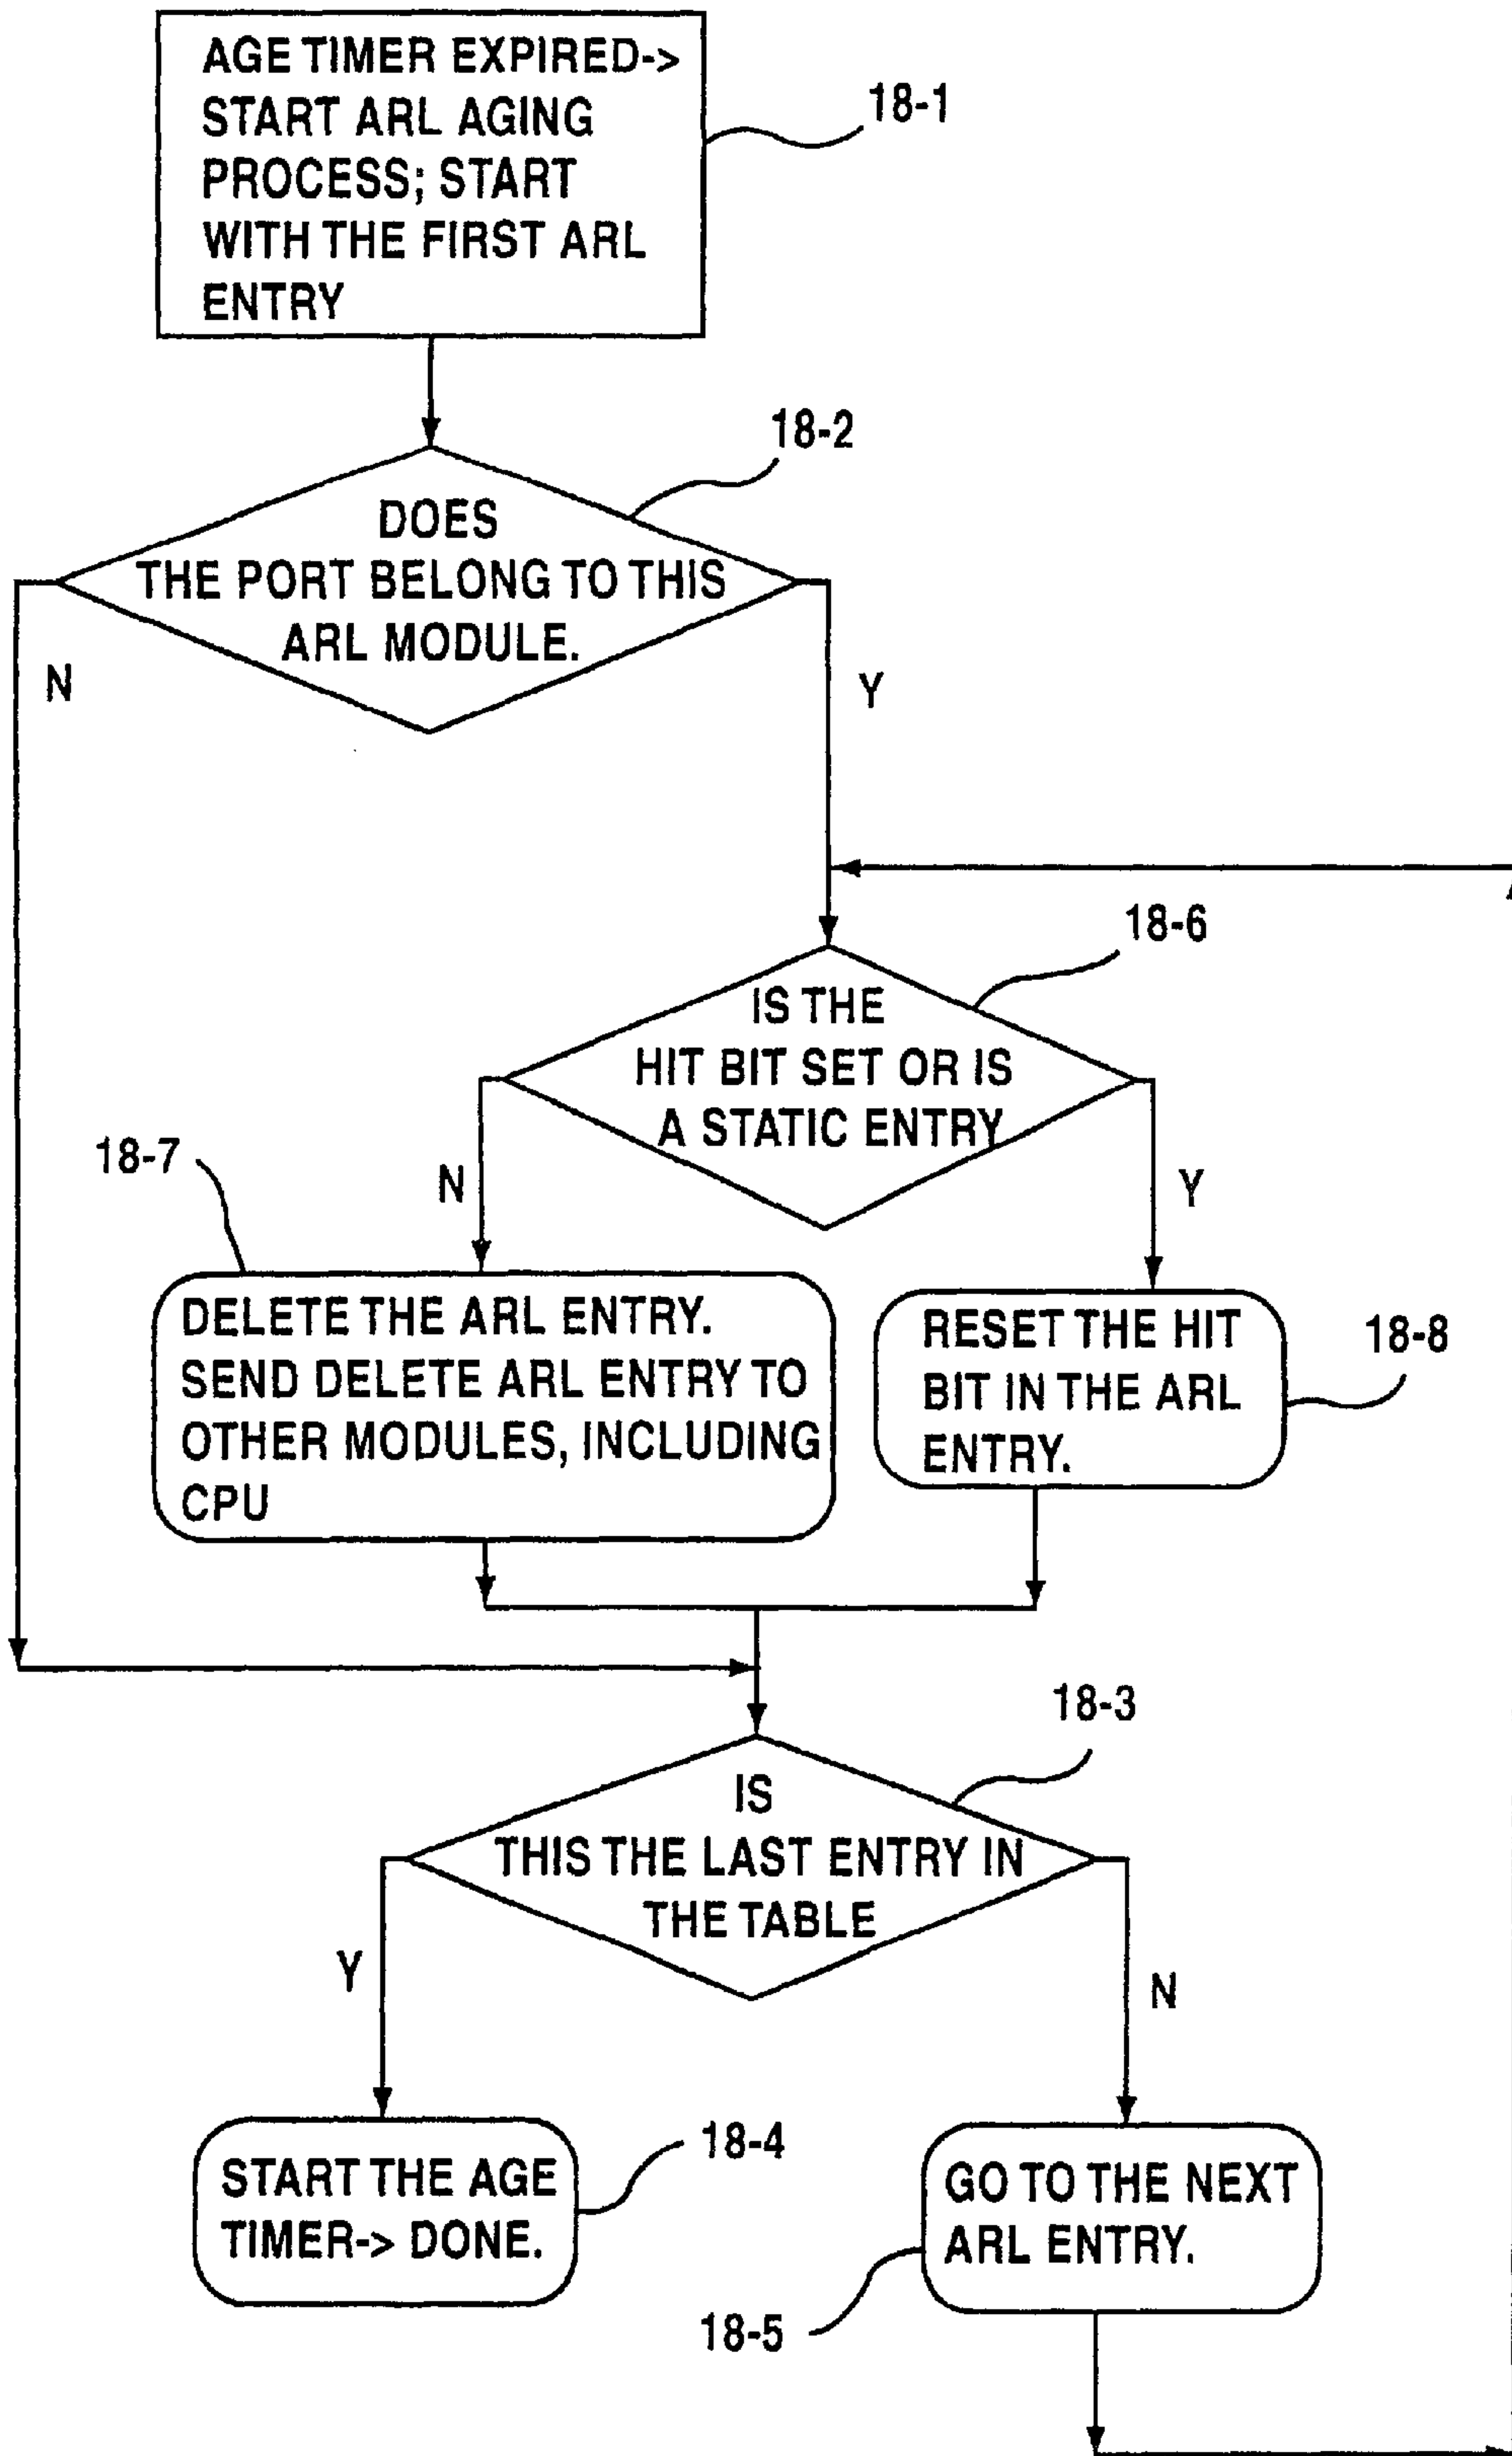 AGE TIMER EXPIRED->
START ARL AGING
PROCESS; START
WITH THE FIRST ARL
ENTRY
18-1
18-2
DOES
THE PORT BELONG TO THIS
ARL MODULE.
N
Y
18-6
IS THE
HIT BIT SET OR IS
A STATIC ENTRY
18-7
N
Y
DELETE THE ARL ENTRY.
SEND DELETE ARL ENTRY TO
OTHER MODULES, INCLUDING
CPU
RESET THE HIT
BIT IN THE ARL
ENTRY.
18-8
18-3
IS
THIS THE LAST ENTRY IN
THE TABLE
Y
N
START THE AGE
TIMER-> DONE.
18-4
GO TO THE NEXT
ARL ENTRY.
18-5